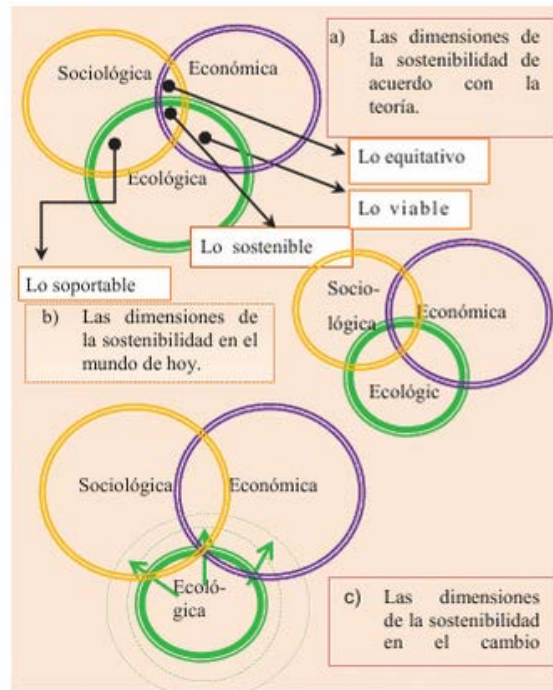 Sociológica
Económica
Ecológica
a) Las dimensiones de
la sostenibilidad de
acuerdo con la
teoría.
Lo equitativo
Lo viable
Lo sostenible
Lo soportable
b) Las dimensiones de
la sostenibilidad en el
mundo de hoy.
Socio-
lógica
Económica
Ecológic
Sociológica
Económica
Ecoló-
gica
c) Las dimensiones
de la sostenibilidad
en el cambio